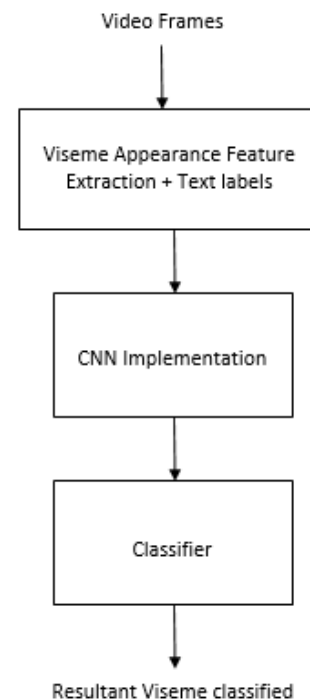 Video Frames
Viseme Appearance Feature
Extraction + Text labels
CNN Implementation
Classifier
Resultant Viseme classified